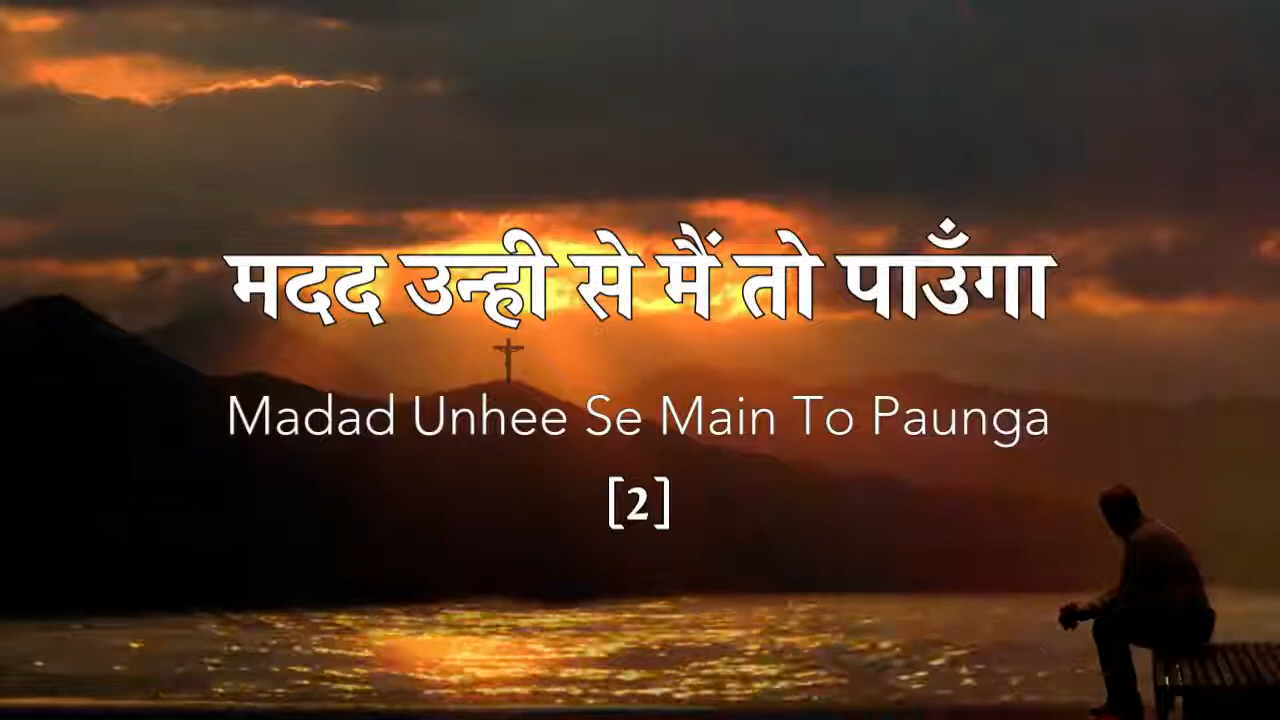 मदद उन्ही से मैं तो पाउँगा
Madad Unhee Se Main To Paunga
[2]